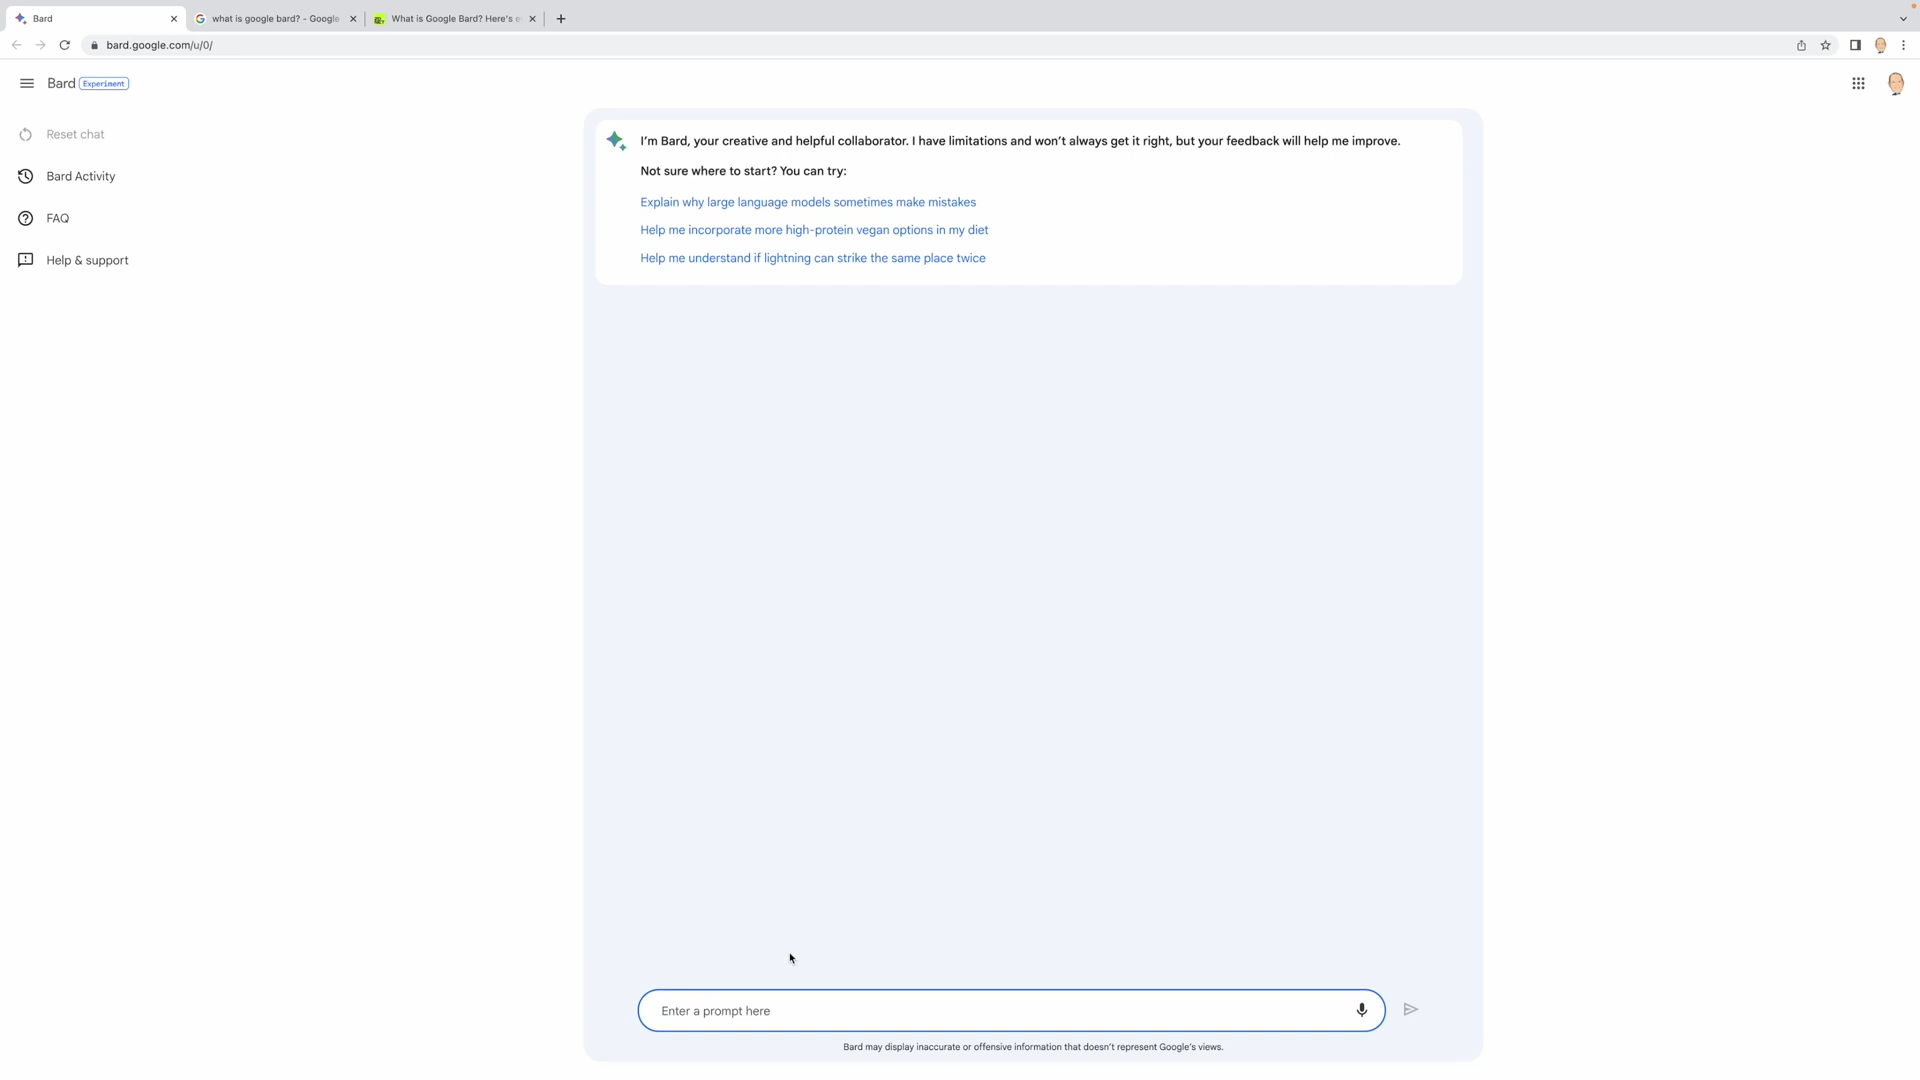 Bard
what is google bard? - Google
What is Google Bard? Here's e
bard.google.com/u/0/
Bard Experiment
Reset chat
Bard Activity
FAQ
Help & support
I'm Bard, your creative and helpful collaborator. I have limitations and won't always get it right, but your feedback will help me improve.
Not sure where to start? You can try:
Explain why large language models sometimes make mistakes
Help me incorporate more high-protein vegan options in my diet
Help me understand if lightning can strike the same place twice
Enter a prompt here
Bard may display inaccurate or offensive information that doesn't represent Google's views.